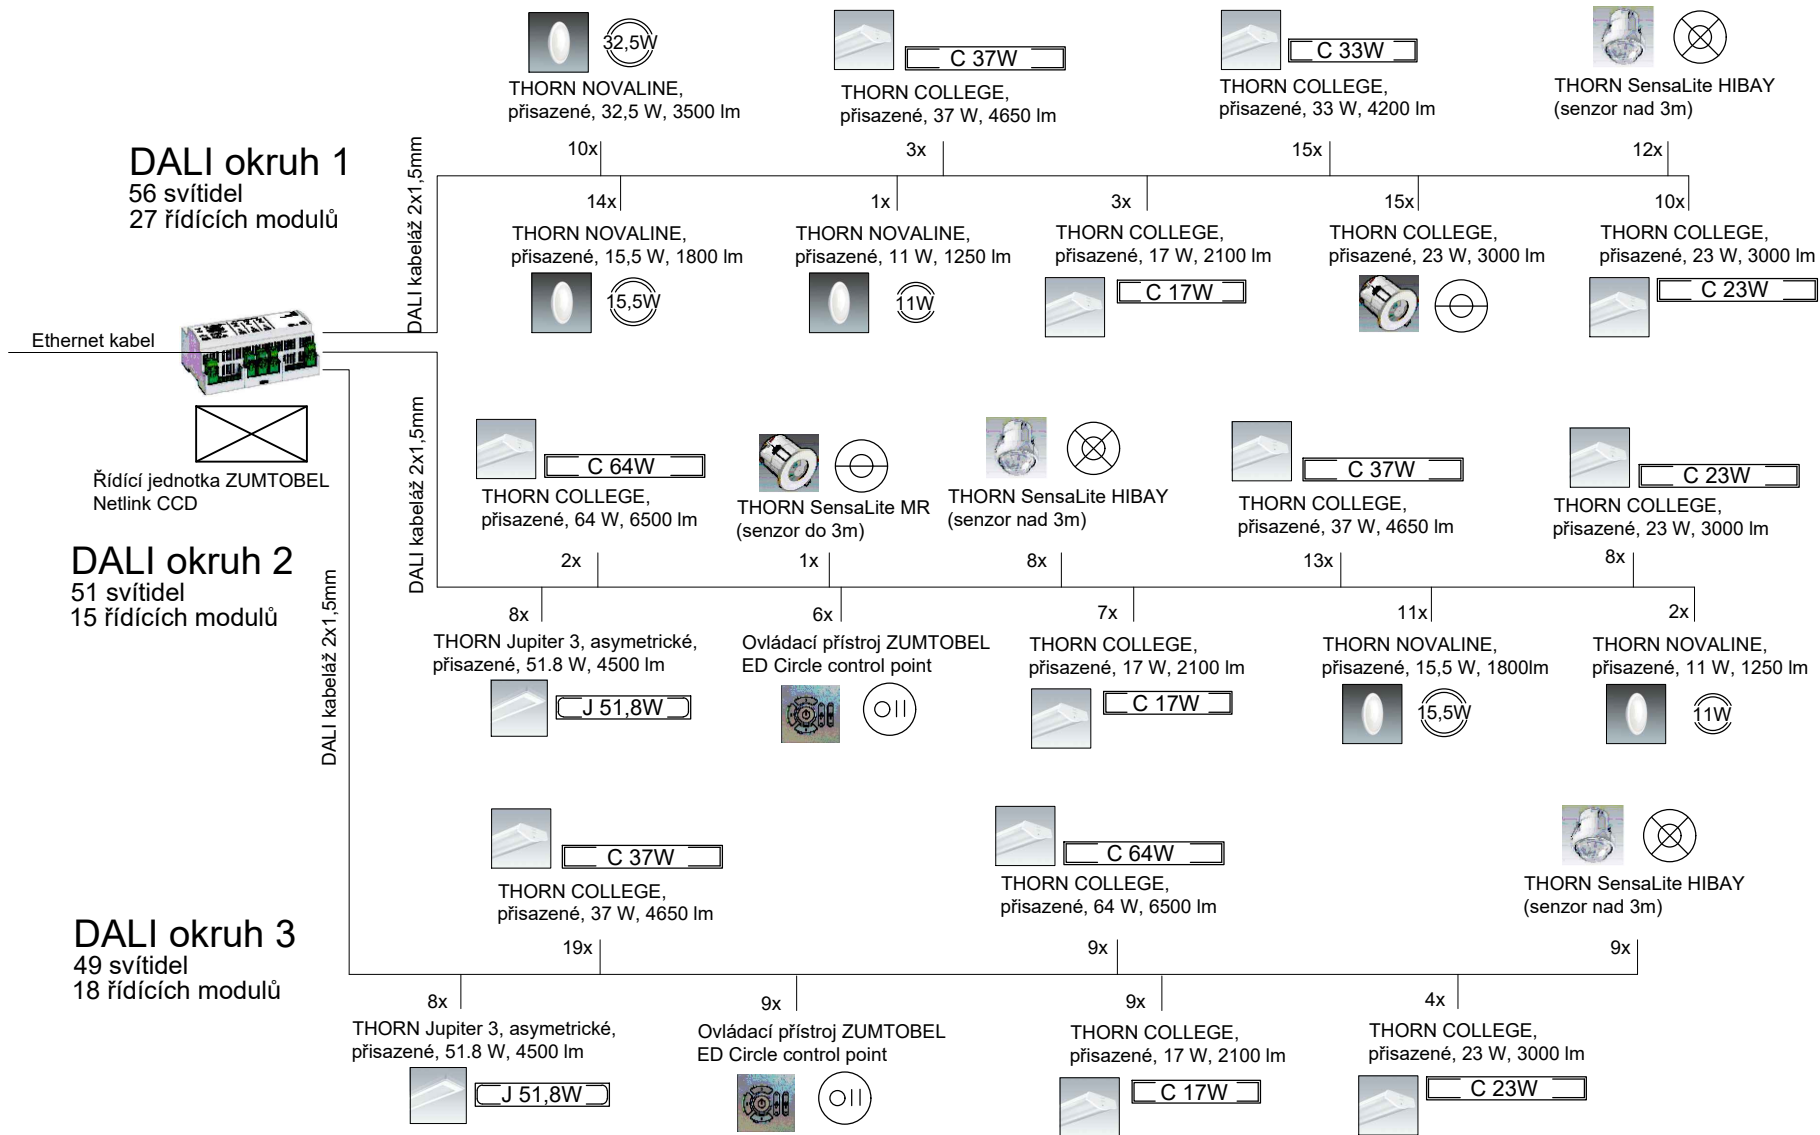 32,5W
C 37W
C 33W
THORN NOVALINE,
přisazené, 32,5 W, 3500 lm
THORN COLLEGE,
přisazené, 37 W, 4650 lm
THORN COLLEGE,
přisazené, 33 W, 4200 lm
THORN SensaLite HIBAY
(senzor nad 3m)
DALI okruh 1
56 svítidel
27 řídících modulů
DALI kabeláž 2x1,5mm
10x
3x
15x
12x
14x
1x
3x
15x
10x
THORN NOVALINE,
přisazené, 15,5 W, 1800 lm
15,5W
THORN NOVALINE,
přisazené, 11 W, 1250 lm
11W
THORN COLLEGE,
přisazené, 17 W, 2100 lm
C 17W
THORN COLLEGE,
přisazené, 23 W, 3000 lm
THORN COLLEGE,
přisazené, 23 W, 3000 lm
C 23W
Ethernet kabel
Řídící jednotka ZUMTOBEL
Netlink CCD
DALI okruh 2
51 svítidel
15 řídících modulů
DALI kabeláž 2x1,5mm
DALI kabeláž 2x1,5mm
C 64W
THORN COLLEGE,
přisazené, 64 W, 6500 lm
THORN SensaLite MR
(senzor do 3m)
THORN SensaLite HIBAY
(senzor nad 3m)
C 37W
THORN COLLEGE,
přisazené, 37 W, 4650 lm
C 23W
THORN COLLEGE,
přisazené, 23 W, 3000 lm
2x
1x
8x
13x
8x
8x
6x
7x
11x
2x
THORN Jupiter 3, asymetrické,
přisazené, 51.8 W, 4500 lm
J 51,8W
Ovládací přístroj ZUMTOBEL
ED Circle control point
THORN COLLEGE,
přisazené, 17 W, 2100 lm
C 17W
THORN NOVALINE,
přisazené, 15,5 W, 1800lm
15,5W
THORN NOVALINE,
přisazené, 11 W, 1250 lm
11W
C 37W
THORN COLLEGE,
přisazené, 37 W, 4650 lm
C 64W
THORN COLLEGE,
přisazené, 64 W, 6500 lm
THORN SensaLite HIBAY
(senzor nad 3m)
DALI okruh 3
49 svítidel
18 řídících modulů
19x
9x
9x
8x
9x
9x
4x
THORN Jupiter 3, asymetrické,
přisazené, 51.8 W, 4500 lm
J 51,8W
Ovládací přístroj ZUMTOBEL
ED Circle control point
THORN COLLEGE,
přisazené, 17 W, 2100 lm
C 17W
THORN COLLEGE,
přisazené, 23 W, 3000 lm
C 23W